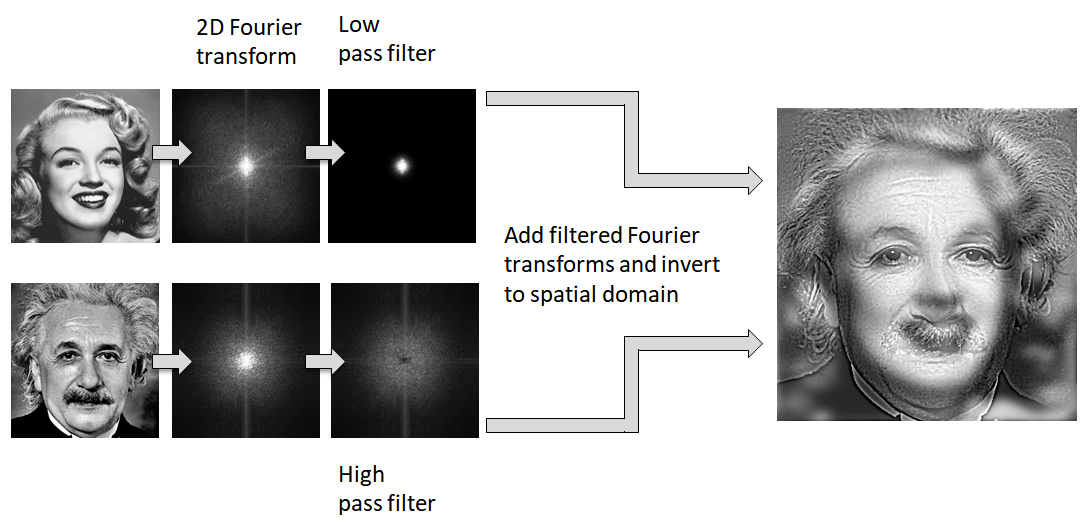 2D Fourier
transform
Low
pass filter
Add filtered Fourier
transforms and invert
to spatial domain
High
pass filter